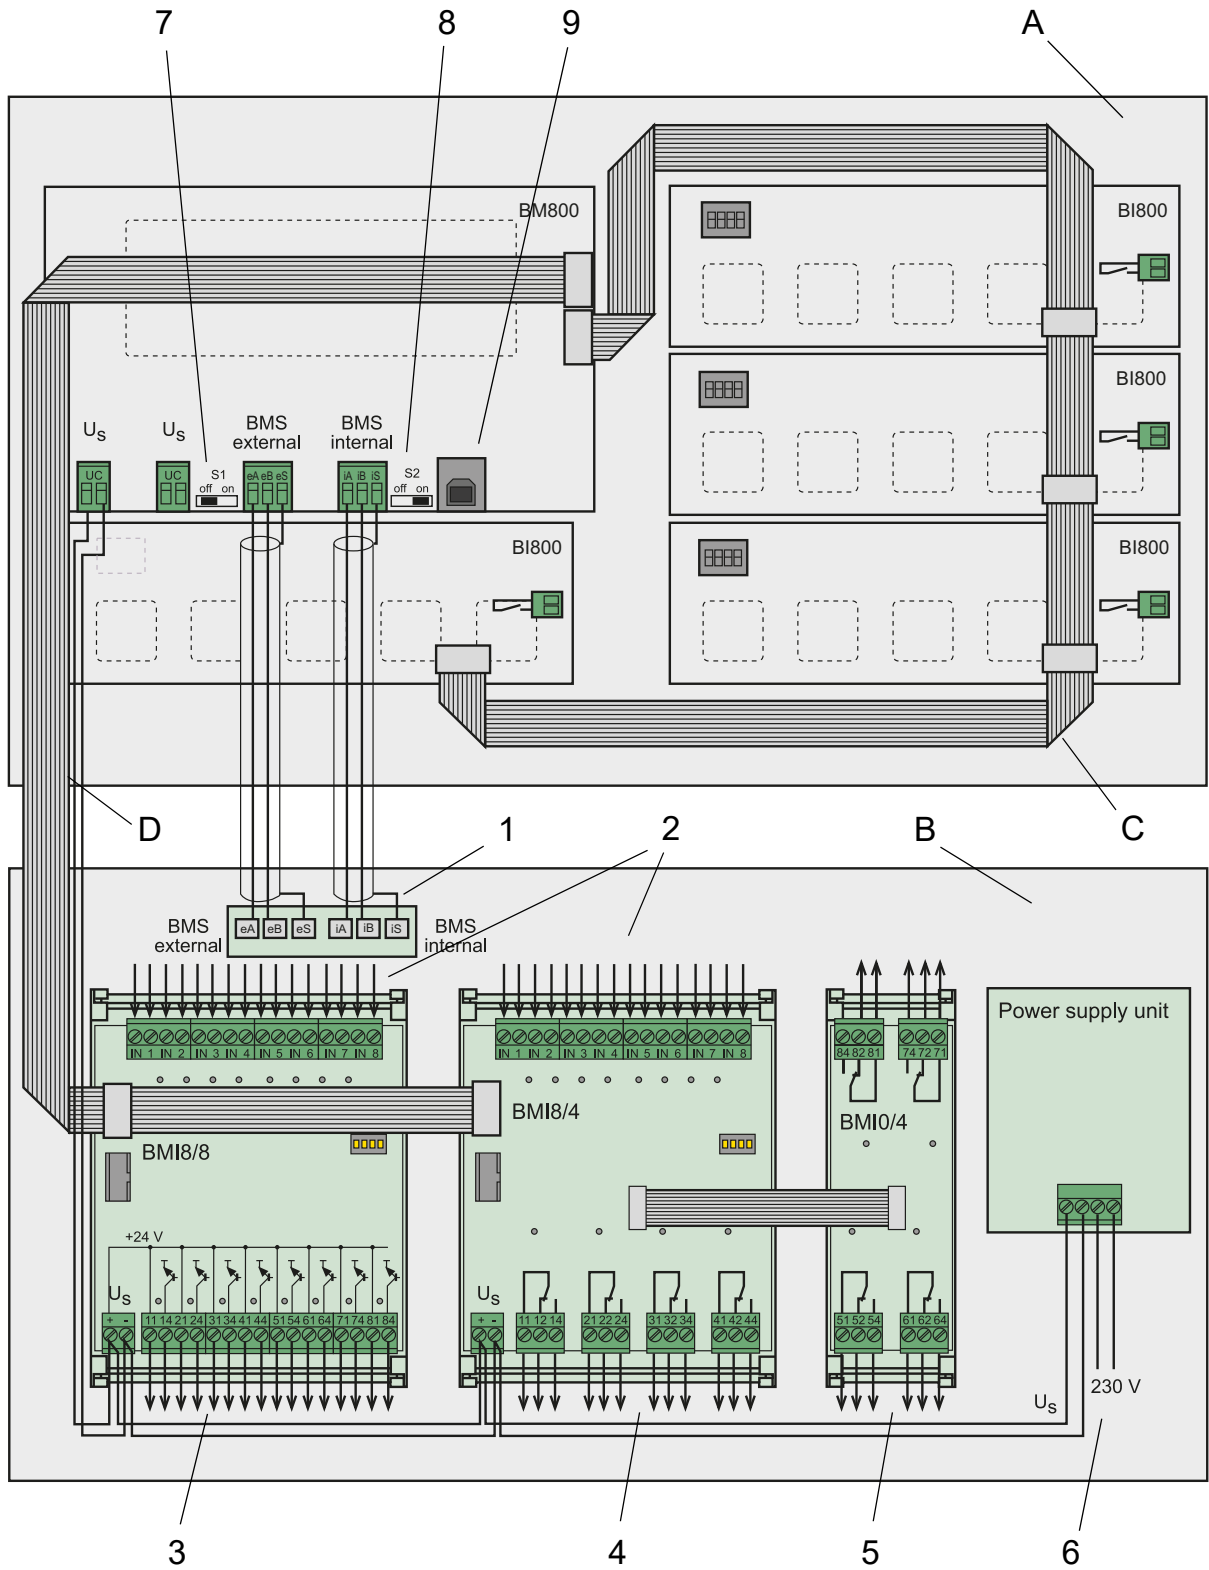 7 8 9 A
BM800 BI800
BI800
Us Us BMS external BMS internal
UC UC S1 off on eA eB eS iA iB iS S2 off on
BI800 BI800
D 1 2 B C
BMS external eA eB eS iA iB iS BMS internal
IN 1 IN 2 IN 3 IN 4 IN 5 IN 6 IN 7 IN 8
IN 1 IN 2 IN 3 IN 4 IN 5 IN 6 IN 7 IN 8
84 82 81 74 72 71
Power supply unit
BMI8/8 BMI8/4 BMI0/4
+24 V
Us Us
+ - 11 14 21 24 31 34 41 44 51 54 61 64 71 74 81 84
+ - 11 12 14 21 22 24 31 32 34 41 42 44
51 52 54 61 62 64
Us 230 V
3 4 5 6